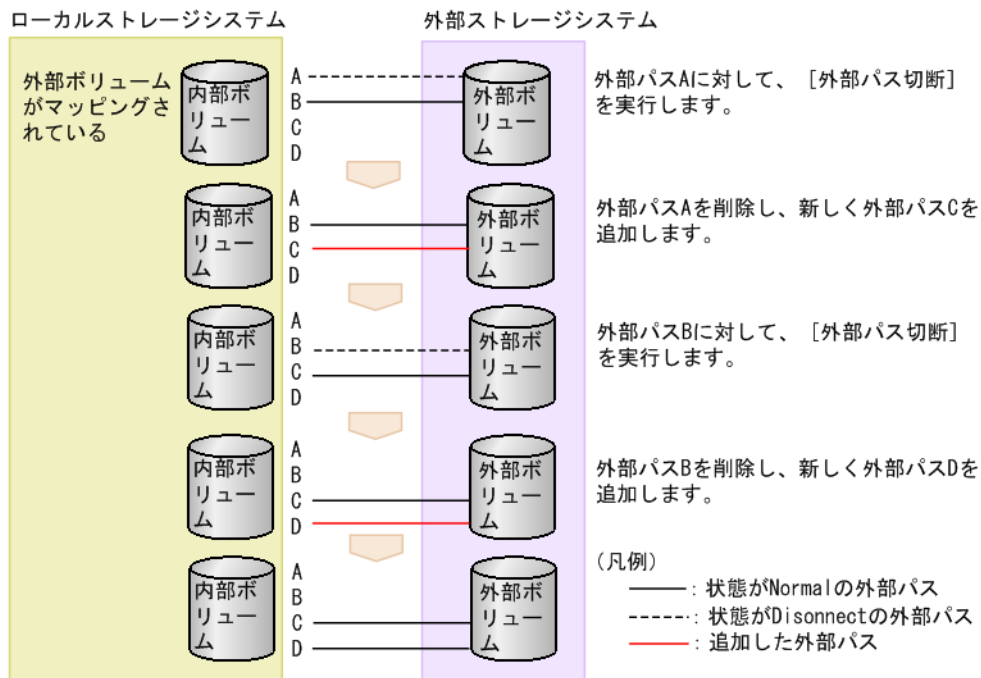 ローカルストレージシステム
外部ストレージシステム
外部ボリューム
がマッピングさ
れている
内部ボ
リュー
ム
A
B
C
D
外部ボ
リュー
ム
外部パスAに対して、［外部パス切断］
を実行します。
内部ボ
リュー
ム
A
B
C
D
外部ボ
リュー
ム
外部パスAを削除し、新しく外部パスCを
追加します。
内部ボ
リュー
ム
A
B
C
D
外部ボ
リュー
ム
外部パスBに対して、［外部パス切断］
を実行します。
内部ボ
リュー
ム
A
B
C
D
外部ボ
リュー
ム
外部パスBを削除し、新しく外部パスDを
追加します。
内部ボ
リュー
ム
A
B
C
D
外部ボ
リュー
ム
(凡例)
：状態がNormalの外部パス
：状態がDisonnectの外部パス
：追加した外部パス